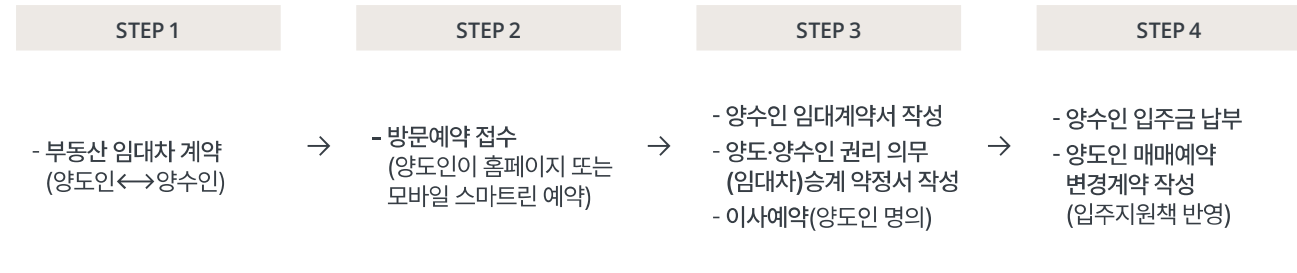 STEP 1
- 부동산 임대차 계약
(양도인⟷양수인)
→
STEP 2
- 방문예약 접수
(양도인이 홈페이지 또는
모바일 스마트린 예약)
→
STEP 3
- 양수인 임대계약서 작성
- 양도·양수인 권리 의무
(임대차)승계 약정서 작성
- 이사예약(양도인 명의)
→
STEP 4
- 양수인 입주금 납부
- 양도인 매매예약
변경계약 작성
(입주지원책 반영)